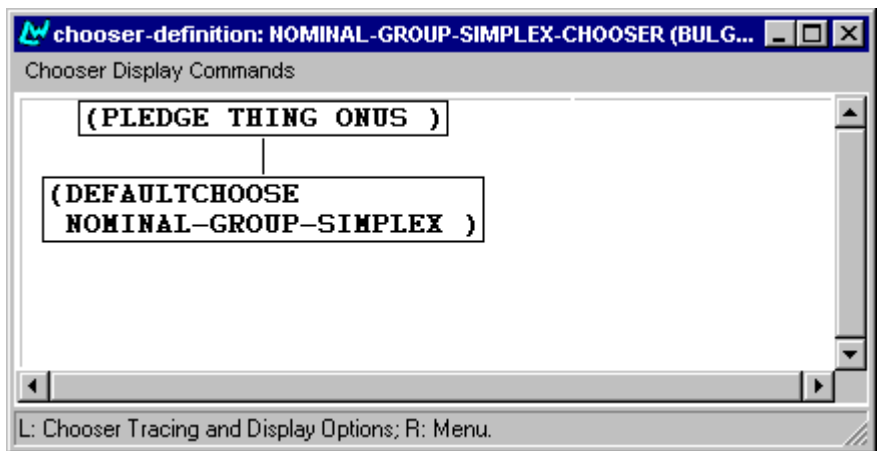 chooser-definition: NOMINAL-GROUP-SIMPLEX-CHOOSER (BULG...
Chooser Display Commands
(PLEDGE THING ONUS )
(DEFAULTCHOOSE
NOMINAL-GROUP-SIMPLEX )
L: Chooser Tracing and Display Options; R: Menu.